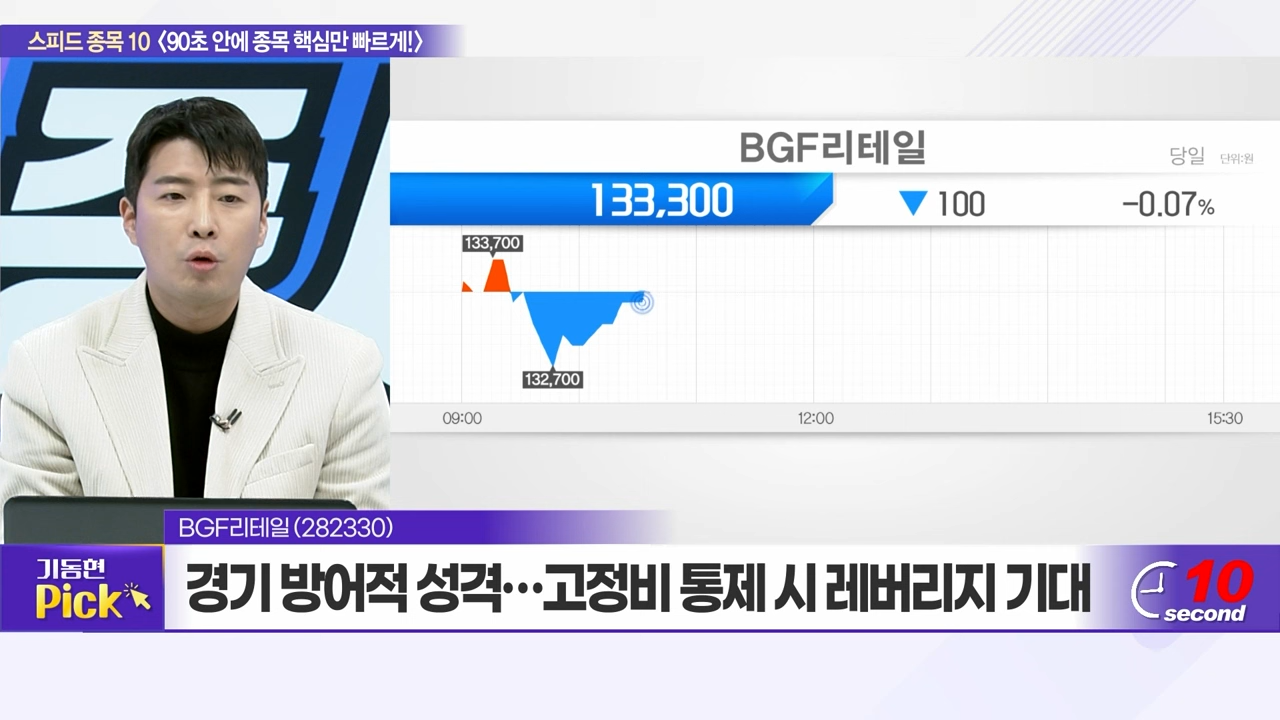 스피드 종목 10 〈90초 안에 종목 핵심만 빠르게!〉
BGF리테일
당일 단위:원
133,300 ▼ 100 -0.07%
133,700
132,700
09:00 12:00 15:30
BGF리테일(282330)
기동현
Pick
경기 방어적 성격…고정비 통제 시 레버리지 기대
10
second